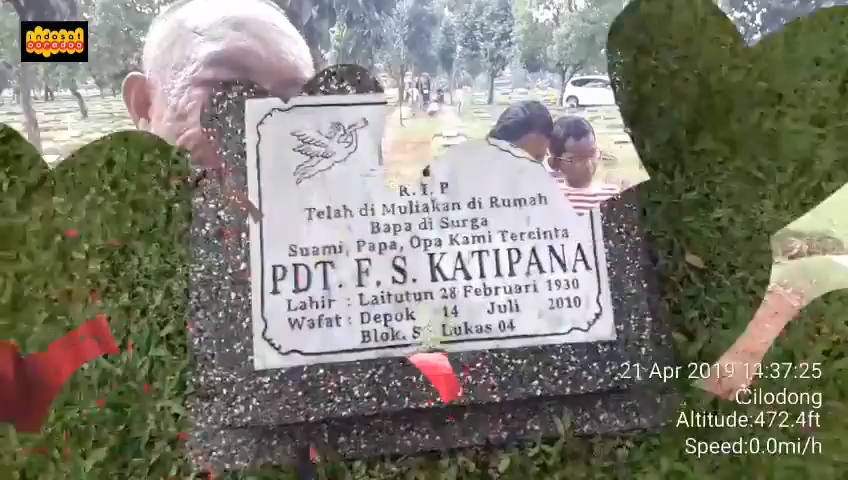 indosat
ooredoo
R.I.P
Telah di Muliakan di Rumah
Bapa di Surga
Suami, Papa, Opa Kami Tercinta
PDT. F. S. KATIPANA
Lahir : Laitutun 28 Februari 1930
Wafat : Depok 14 Juli 2010
Blok. S Lukas 04
21 Apr 2019 14:37:25
Cilodong
Altitude:472.4ft
Speed:0.0mi/h